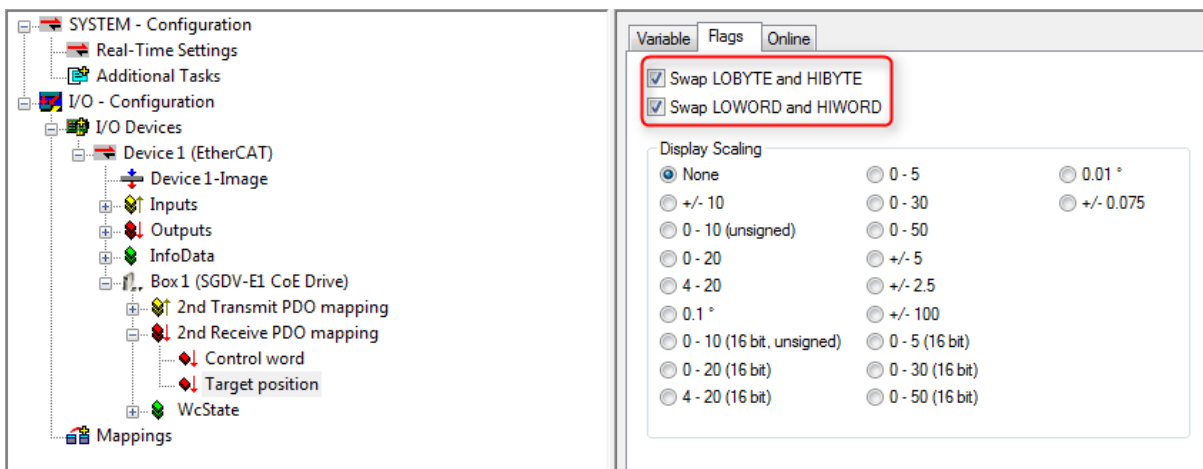 SYSTEM - Configuration
Real-Time Settings
Additional Tasks
I/O - Configuration
I/O Devices
Device 1 (EtherCAT)
Device 1-Image
Inputs
Outputs
InfoData
Box 1 (SGDV-E1 CoE Drive)
2nd Transmit PDO mapping
2nd Receive PDO mapping
Control word
Target position
WcState
Mappings
Variable Flags Online
Swap LOBYTE and HIBYTE
Swap LOWORD and HIWORD
Display Scaling
None 0 - 5 0.01 °
+/- 10 0 - 30 +/- 0.075
0 - 10 (unsigned) 0 - 50
0 - 20 +/- 5
4 - 20 +/- 2.5
0.1 ° +/- 100
0 - 10 (16 bit, unsigned) 0 - 5 (16 bit)
0 - 20 (16 bit) 0 - 30 (16 bit)
4 - 20 (16 bit) 0 - 50 (16 bit)